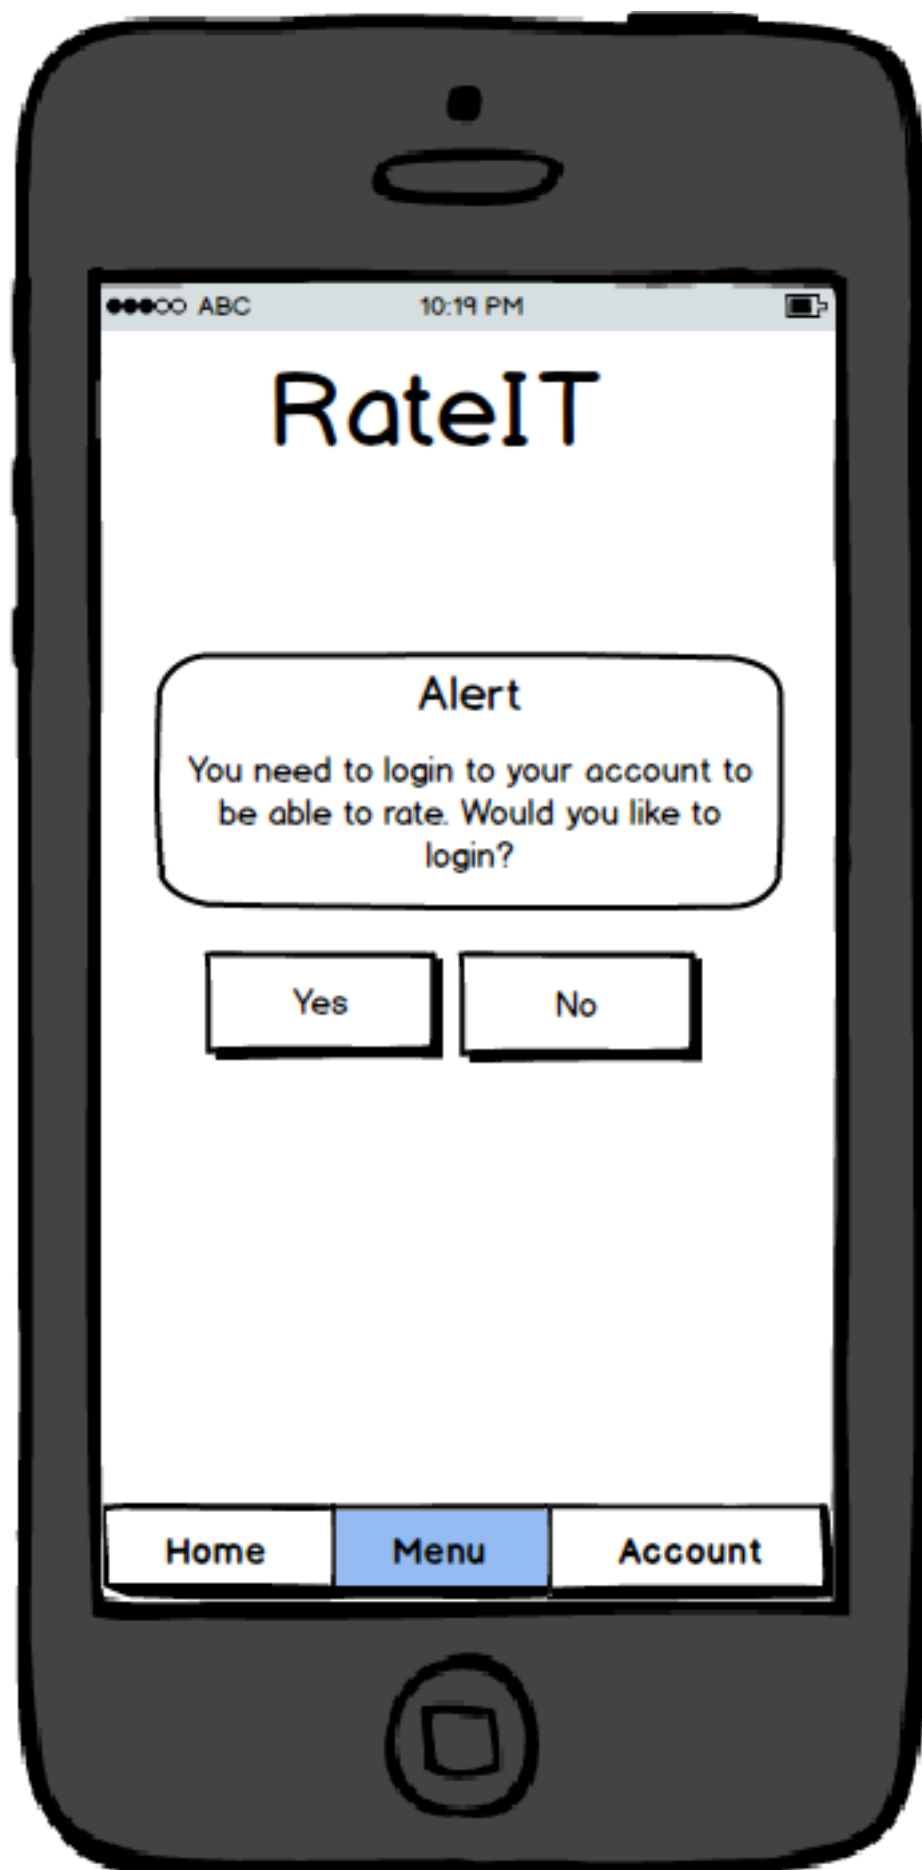 ABC 10:19 PM
RateIT
Alert
You need to login to your account to
be able to rate. Would you like to
login?
Yes No
Home Menu Account